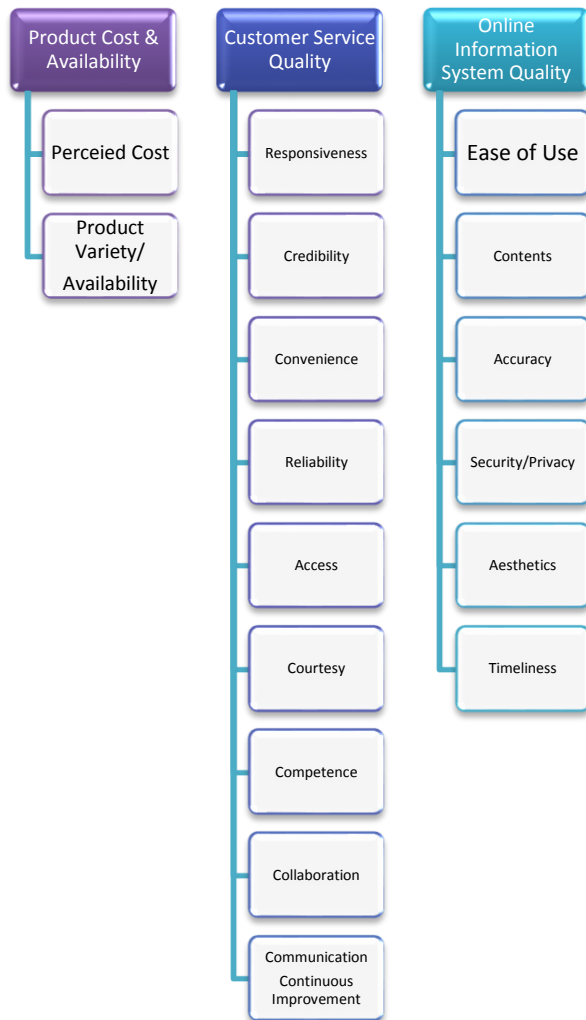 Product Cost &
Availability
Perceied Cost
Product
Variety/
Availability
Customer Service
Quality
Responsiveness
Credibility
Convenience
Reliability
Access
Courtesy
Competence
Collaboration
Communication
Continuous
Improvement
Online
Information
System Quality
Ease of Use
Contents
Accuracy
Security/Privacy
Aesthetics
Timeliness